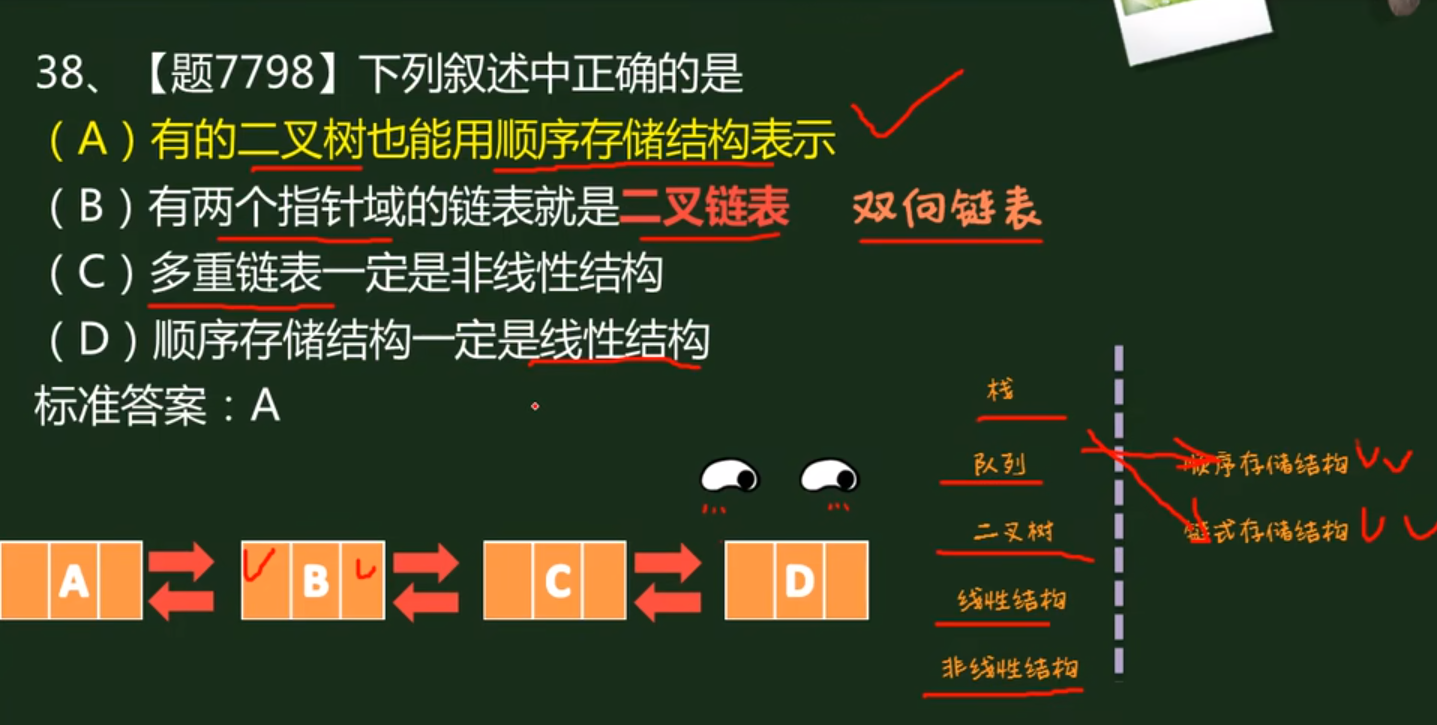 38、【题7798】下列叙述中正确的是
（A）有的二叉树也能用顺序存储结构表示
（B）有两个指针域的链表就是二叉链表 双向链表
（C）多重链表一定是非线性结构
（D）顺序存储结构一定是线性结构
标准答案：A
栈
队列 顺序存储结构
二叉树 链式存储结构
A B C D
线性结构
非线性结构